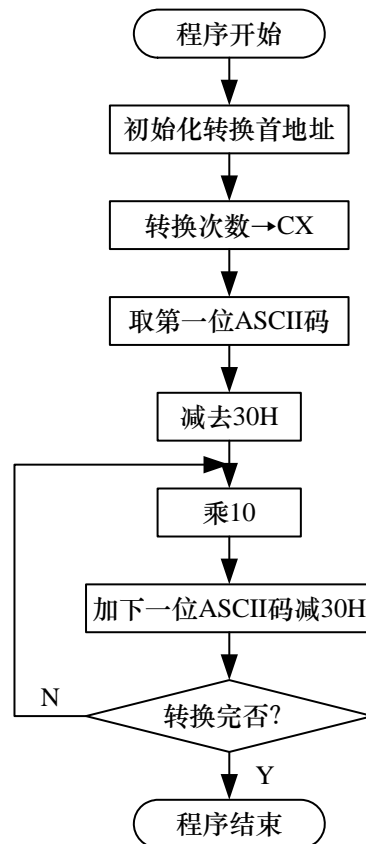 程序开始
初始化转换首地址
转换次数→CX
取第一位ASCII码
减去30H
乘10
加下一位ASCII码减30H
N
转换完否?
Y
程序结束